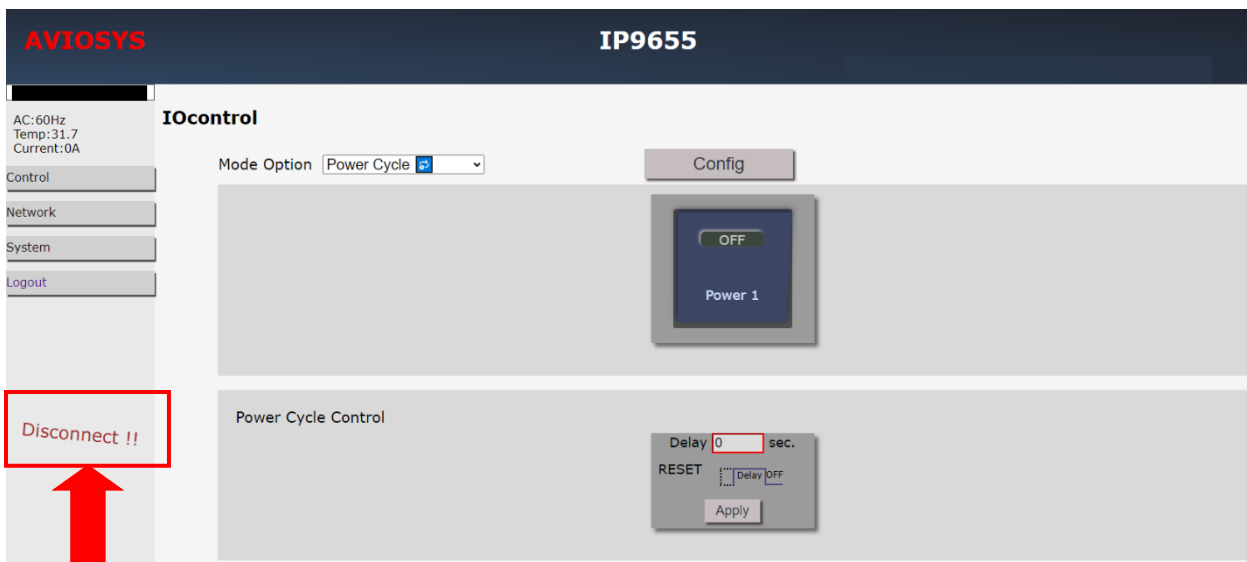 AVIOSYS
IP9655
AC:60Hz
Temp:31.7
Current:0A
Control
Network
System
Logout
Disconnect !!
IOcontrol
Mode Option Power Cycle Config
OFF
Power 1
Power Cycle Control
Delay 0 sec.
RESET Delay OFF
Apply